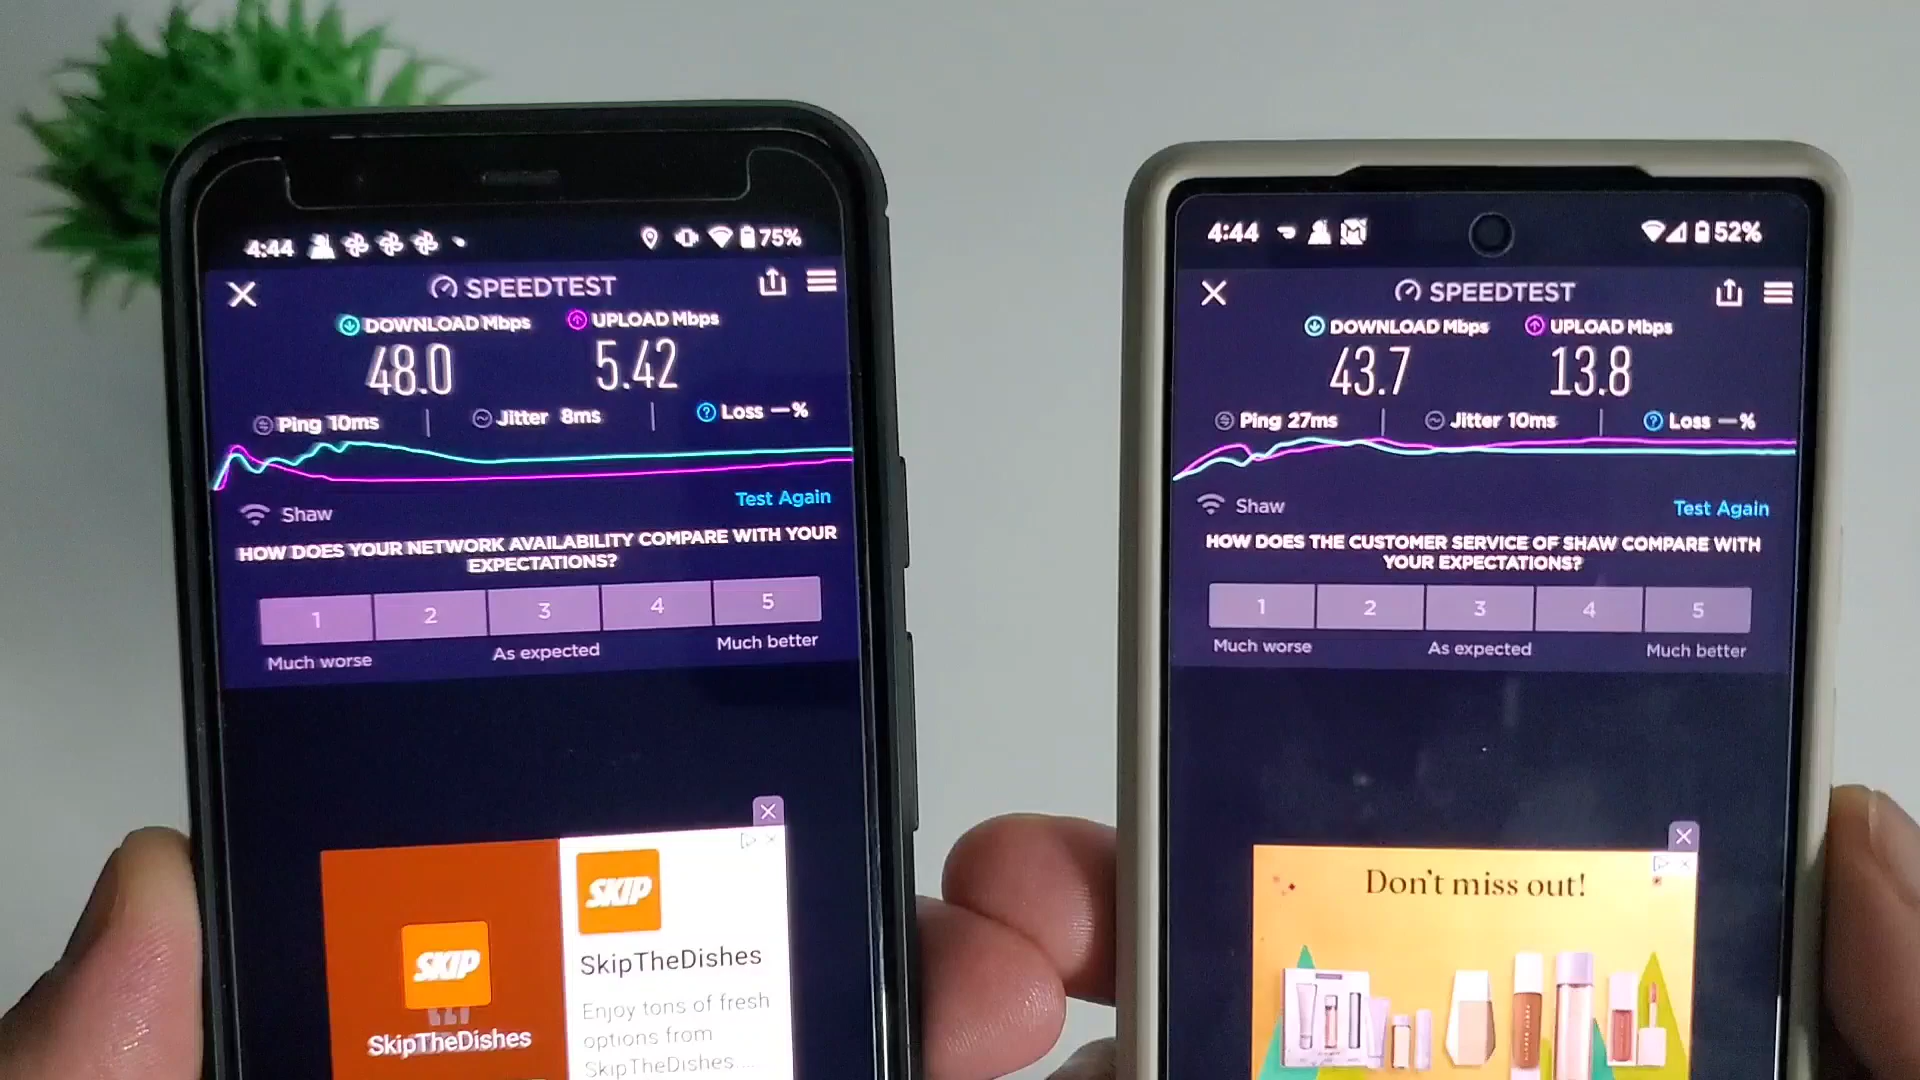 4:44 75%
SPEEDTEST
DOWNLOAD Mbps UPLOAD Mbps
48.0 5.42
Ping 10ms Jitter 8ms Loss —%
Shaw Test Again
HOW DOES YOUR NETWORK AVAILABILITY COMPARE WITH YOUR
EXPECTATIONS?
1 2 3 4 5
Much worse As expected Much better
SKIP
SkipTheDishes
SKIP
SkipTheDishes
Enjoy tons of fresh
options from
SkipTheDishes....
4:44 52%
SPEEDTEST
DOWNLOAD Mbps UPLOAD Mbps
43.7 13.8
Ping 27ms Jitter 10ms Loss —%
Shaw Test Again
HOW DOES THE CUSTOMER SERVICE OF SHAW COMPARE WITH
YOUR EXPECTATIONS?
1 2 3 4 5
Much worse As expected Much better
Don't miss out!